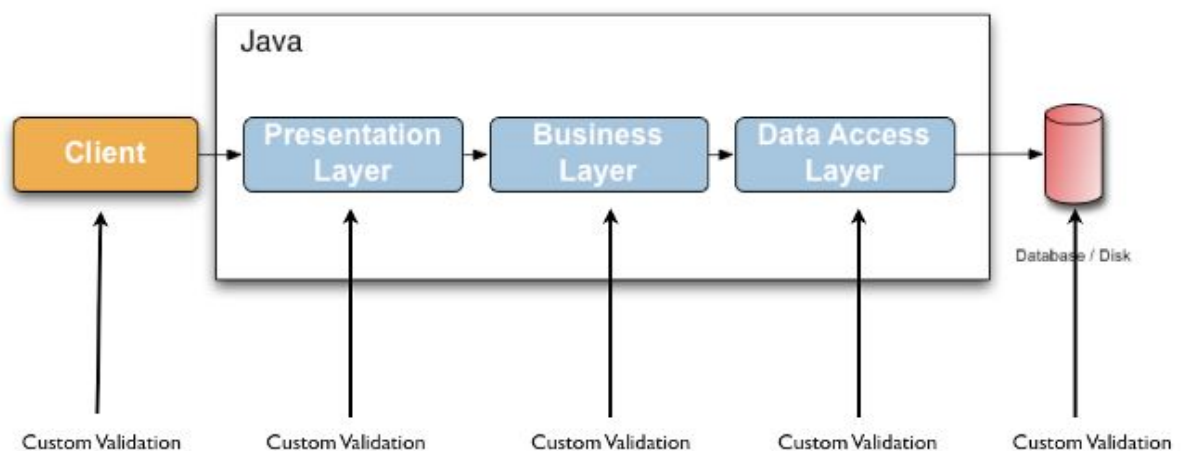 Java
Client
Presentation
Layer
Business
Layer
Data Access
Layer
Database / Disk
Custom Validation
Custom Validation
Custom Validation
Custom Validation
Custom Validation